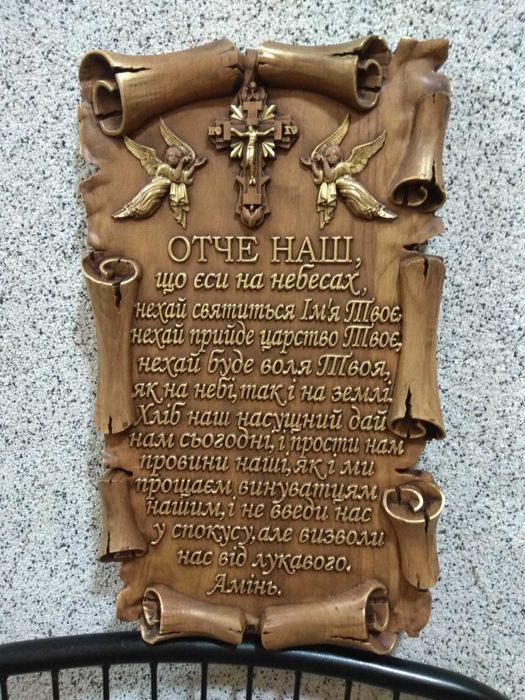 ОТЧЕ НАШ,
що єси на небесах,
нехай святиться Ім'я Твоє,
нехай прийде царство Твоє,
нехай буде воля Твоя,
як на небі, так і на землі.
Хліб наш насущний дай
нам сьогодні, і прости нам
провини наші, як і ми
прощаєм винуватцям
нашим, і не введи нас
у спокусу, але визволи
нас від лукавого.
Амінь.